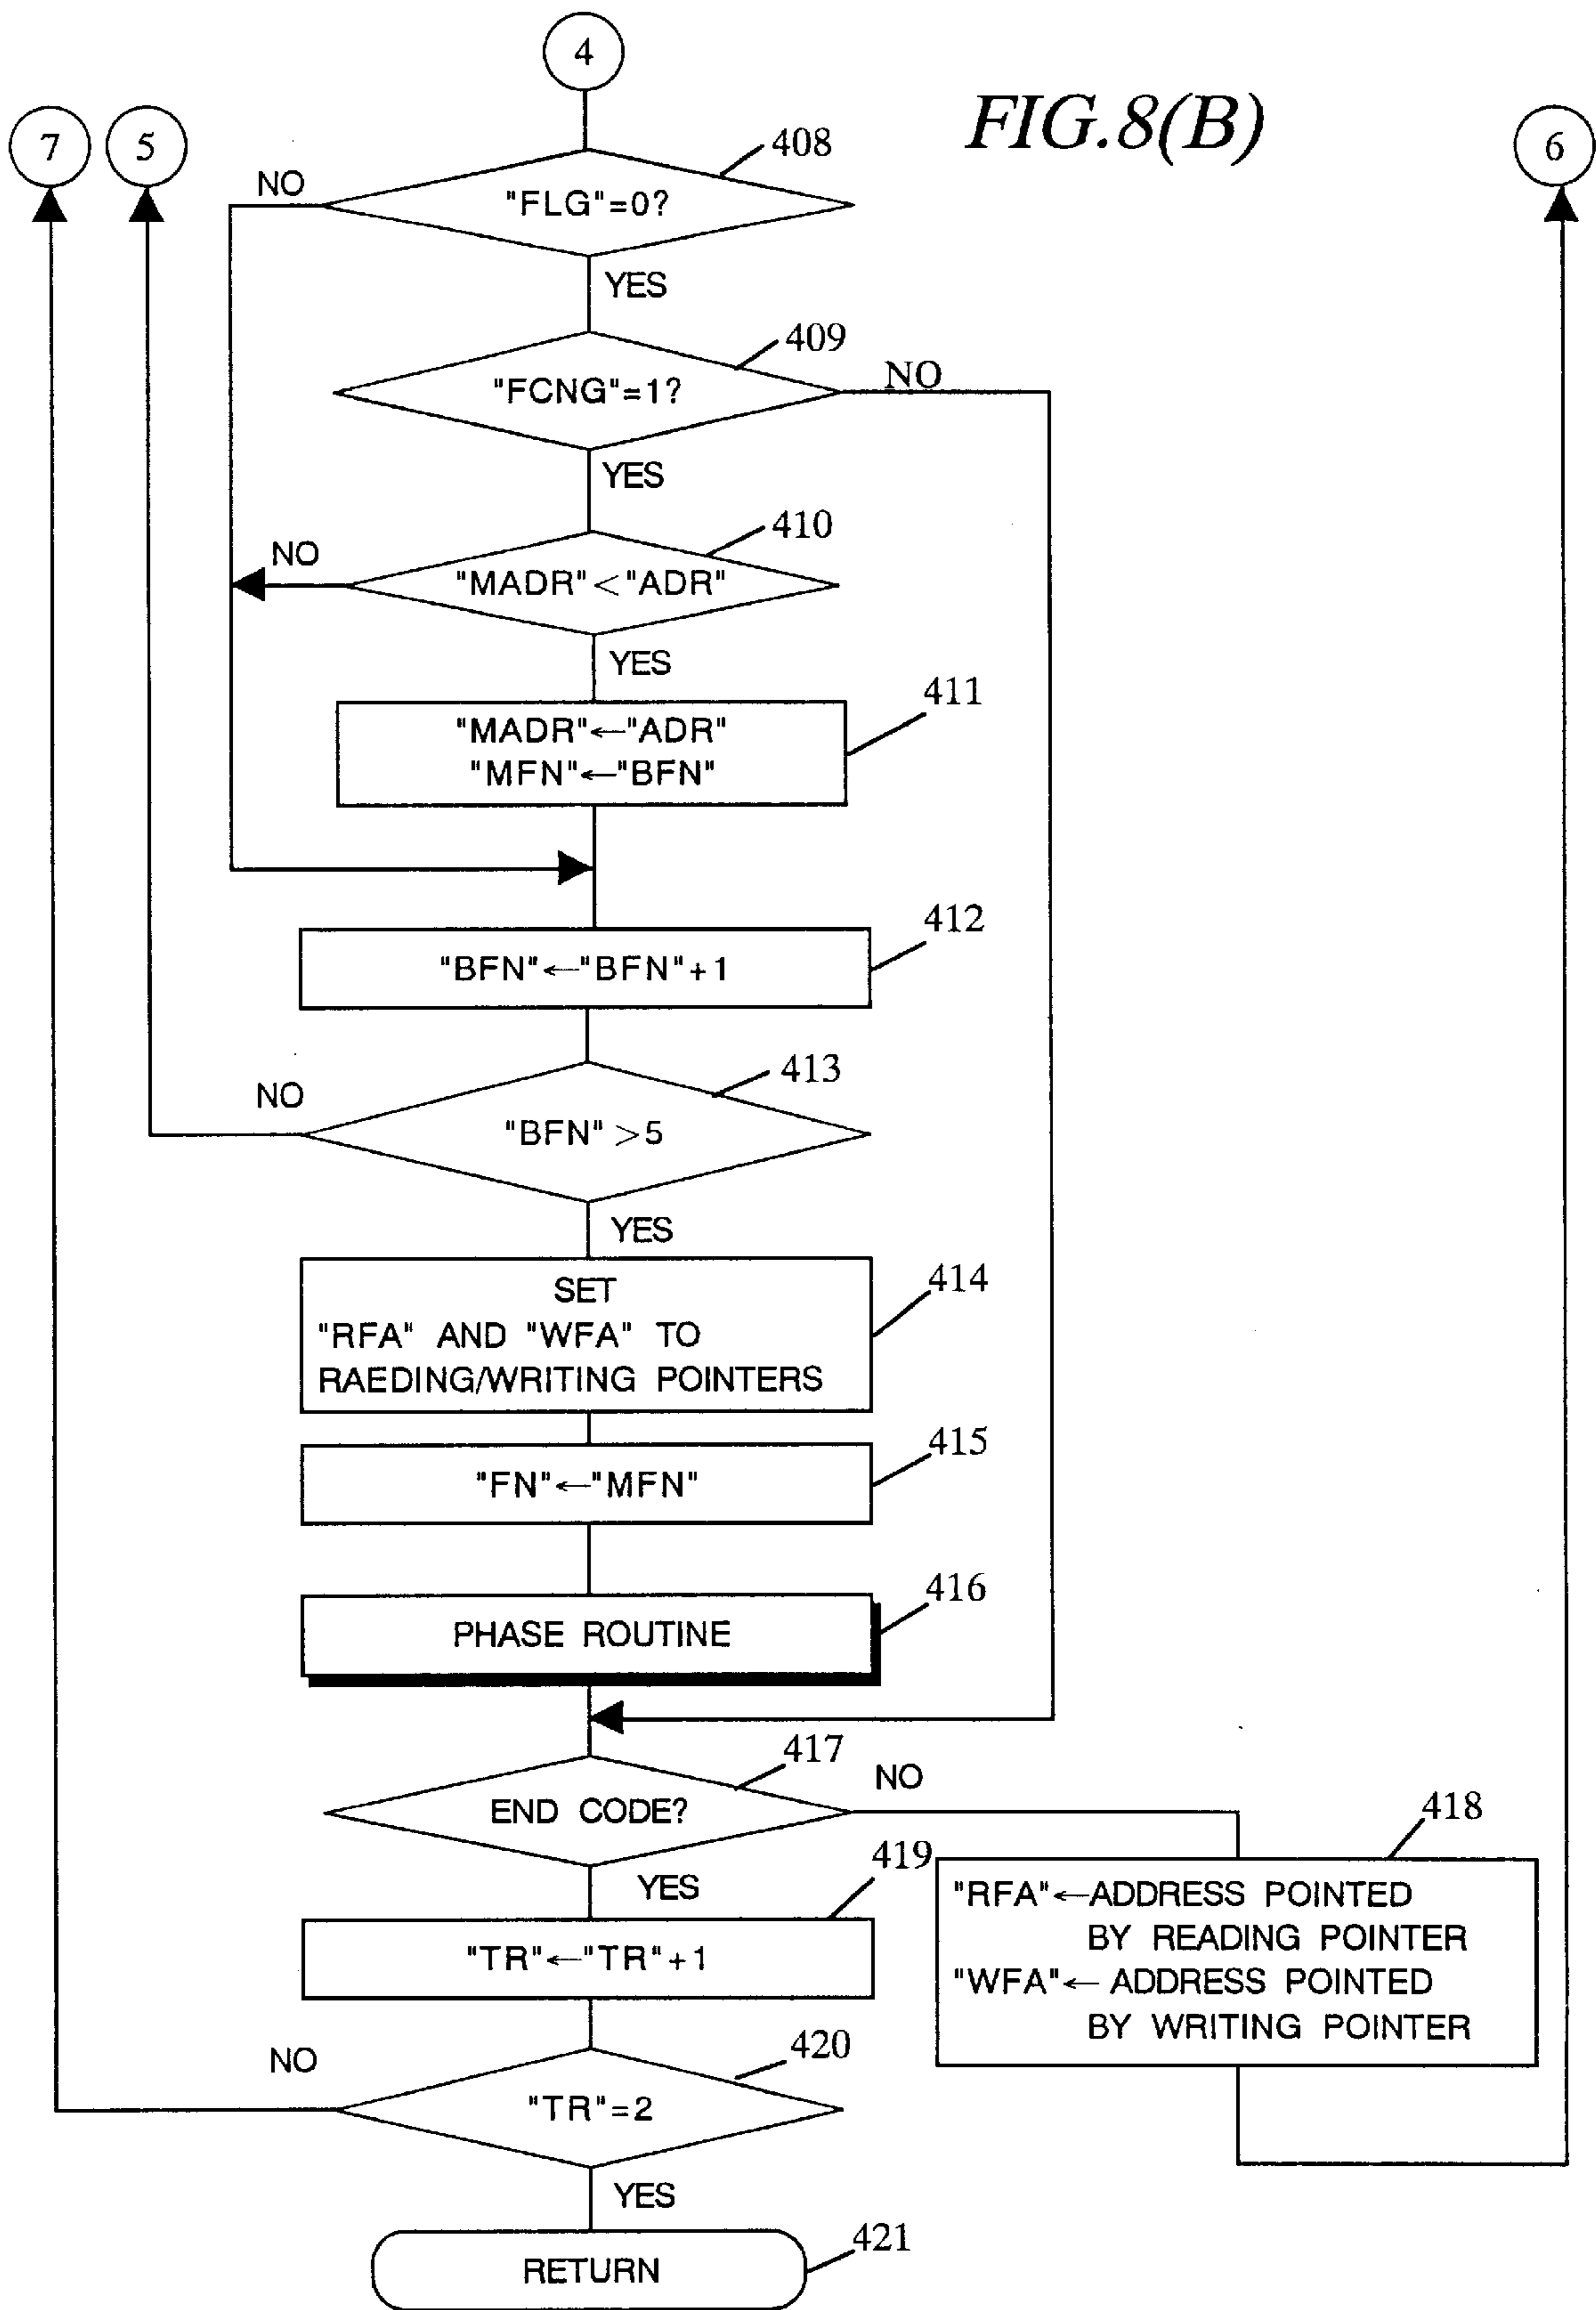 4
FIG.8(B)
7
5
6
408
NO
"FLG"=0?
YES
409
"FCNG"=1?
NO
YES
410
NO
"MADR"<"ADR"
YES
411
"MADR"←"ADR"
"MFN"←"BFN"
412
"BFN"←"BFN"+1
413
NO
"BFN" >5
YES
414
SET
"RFA" AND "WFA" TO
RAEDING/WRITING POINTERS
415
"FN"←"MFN"
416
PHASE ROUTINE
417
NO
END CODE?
418
419
YES
"RFA"←ADDRESS POINTED
BY READING POINTER
"WFA"← ADDRESS POINTED
BY WRITING POINTER
"TR"←"TR"+1
420
NO
"TR"=2
YES
421
RETURN